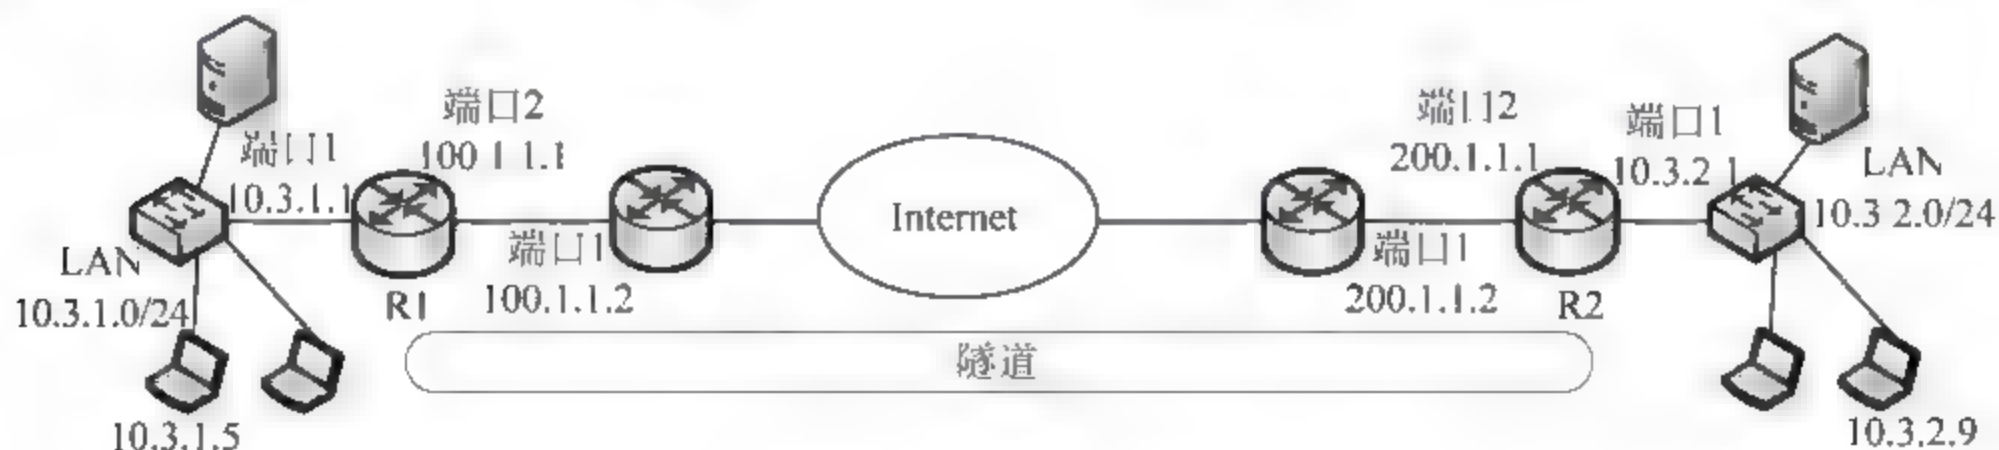 端口2
端口2
端口1
端口1
100 1 1.1
200.1.1.1
LAN
10.3.1.1
10.3.2 1
Internet
10.3 2.0/24
端口1
端口1
LAN
10.3.1.0/24
R1
100.1.1.2
200.1.1.2
R2
隧道
10.3.1.5
10.3.2.9